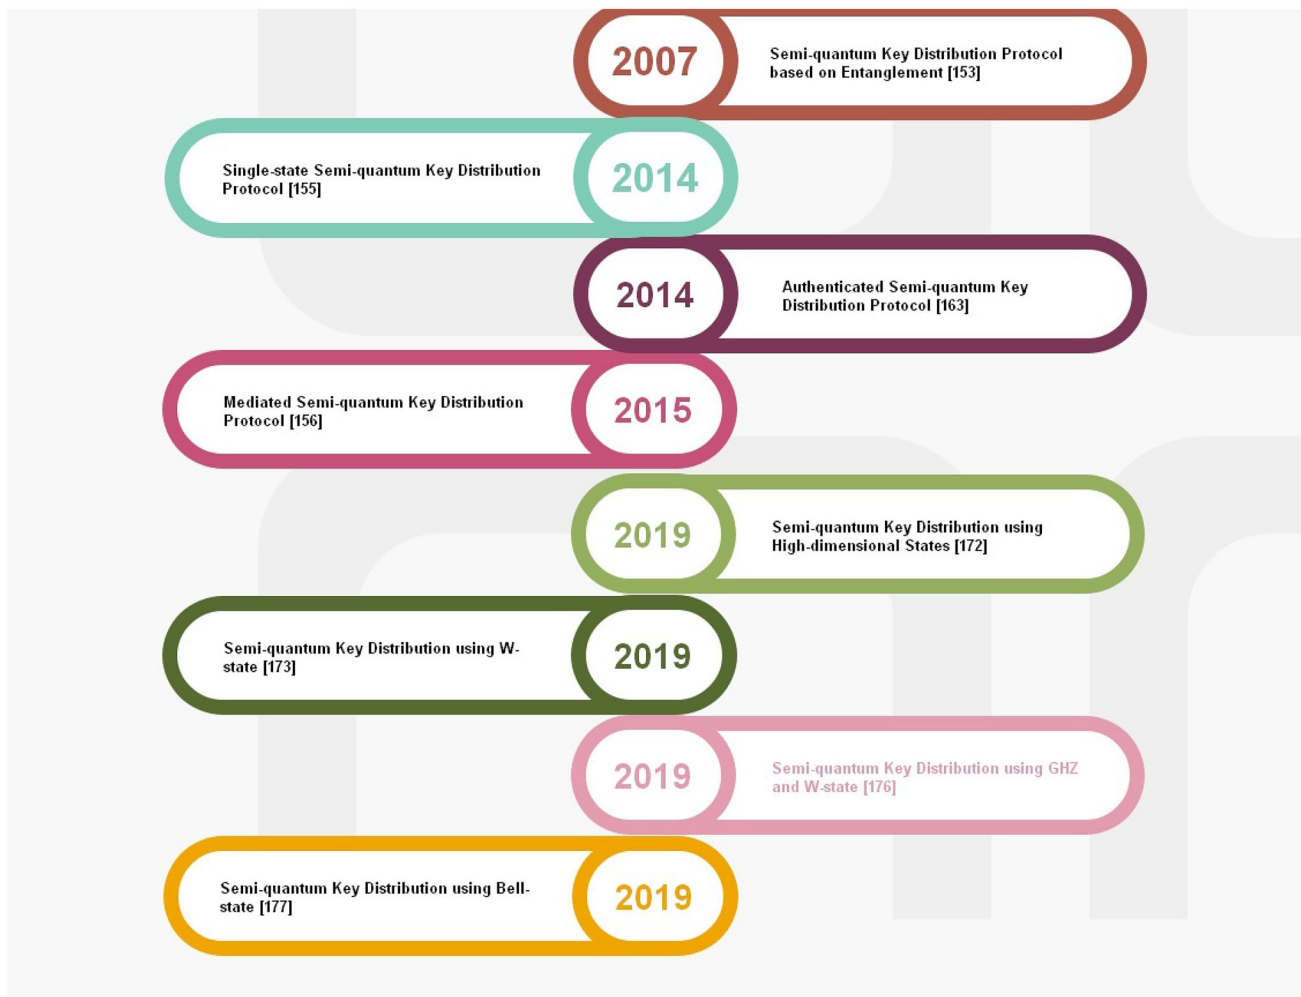 2007
Semi-quantum Key Distribution Protocol
based on Entanglement [153]
Single-state Semi-quantum Key Distribution
Protocol [155]
2014
2014
Authenticated Semi-quantum Key
Distribution Protocol [163]
Mediated Semi-quantum Key Distribution
Protocol [156]
2015
2019
Semi-quantum Key Distribution using
High-dimensional States [172]
Semi-quantum Key Distribution using W-
state [173]
2019
2019
Semi-quantum Key Distribution using GHZ
and W-state [176]
Semi-quantum Key Distribution using Bell-
state [177]
2019